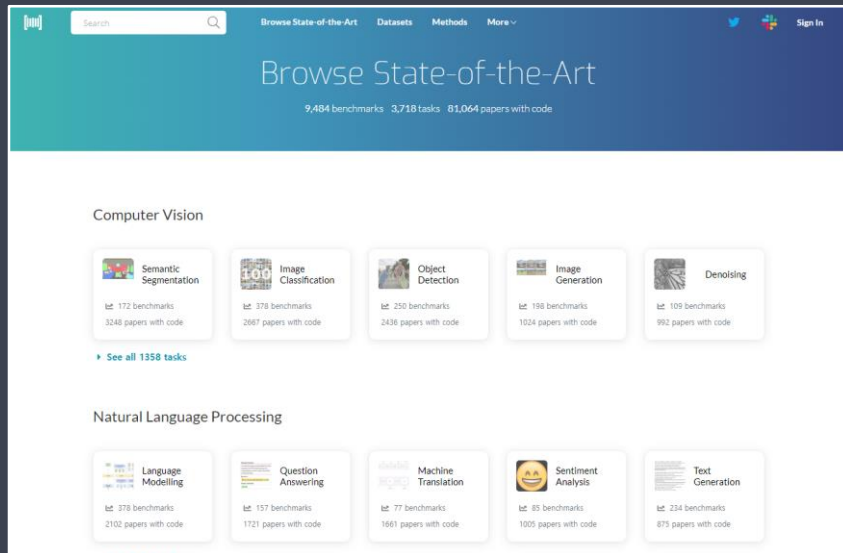 Search
Browse State-of-the-Art Datasets Methods More
Sign In
Browse State-of-the-Art
9,484 benchmarks 3,718 tasks 81,064 papers with code
Computer Vision
Semantic
Segmentation
172 benchmarks
3248 papers with code
100
Image
Classification
378 benchmarks
2667 papers with code
Object
Detection
250 benchmarks
2436 papers with code
Image
Generation
198 benchmarks
1024 papers with code
Denoising
109 benchmarks
992 papers with code
See all 1358 tasks
Natural Language Processing
Language
Modelling
378 benchmarks
2102 papers with code
Question
Answering
157 benchmarks
1721 papers with code
Machine
Translation
77 benchmarks
1661 papers with code
Sentiment
Analysis
85 benchmarks
1005 papers with code
Text
Generation
234 benchmarks
875 papers with code